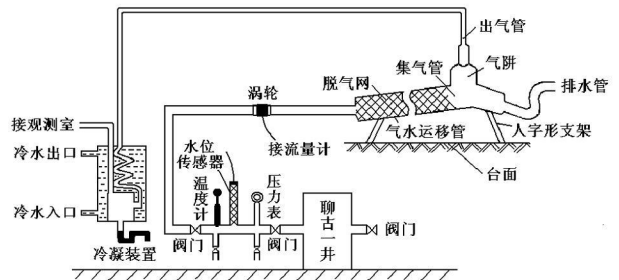 出气管
集气管
气阱
脱气网
排水管
涡轮
接观测室
气水运移管
人字形支架
接流量计
水位
传感器
冷水出口
台面
温度计
压力表
聊古一井
冷水入口
阀门
阀门
阀门
冷凝装置